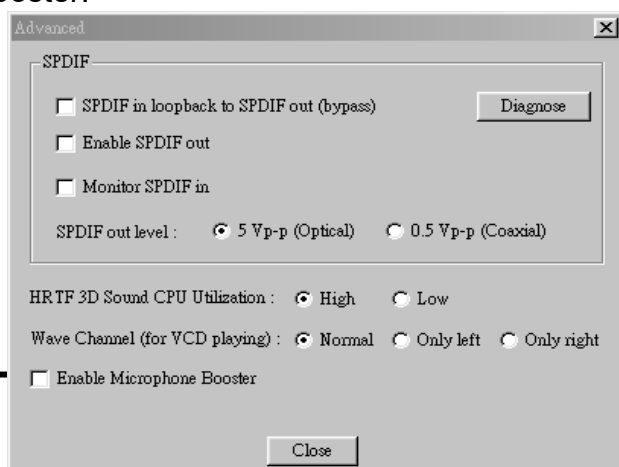 Advanced
SPDIF
SPDIF in loopback to SPDIF out (bypass)
Diagnose
Enable SPDIF out
Monitor SPDIF in
SPDIF out level : 5 Vp-p (Optical) 0.5 Vp-p (Coaxial)
HRTF 3D Sound CPU Utilization : High Low
Wave Channel (for VCD playing) : Normal Only left Only right
Enable Microphone Booster
Close